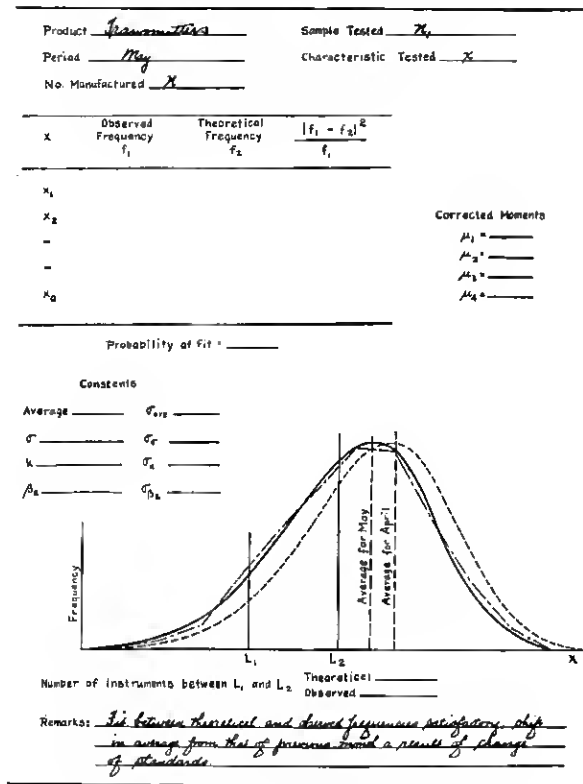 Product Transmitters Sample Tested n₁
Period May Characteristic Tested x
No. Manufactured N
x Observed Frequency f₁ Theoretical Frequency f₂ |f₁ - f₂|² / f₁
x₁
x₂
-
-
xₐ
Corrected Moments
μ₁ =
μ₂ =
μ₃ =
μ₄ =
Probability of Fit =
Constants
Average σ
σ σσ
k σₖ
β₂ σβ₂
Frequency
Average for May
Average for April
L₁ L₂ x
Number of Instruments between L₁ and L₂ Theoretical
Observed
Remarks: Fit between theoretical and observed frequencies satisfactory. Shift
in average from that of previous a result of change
of standards